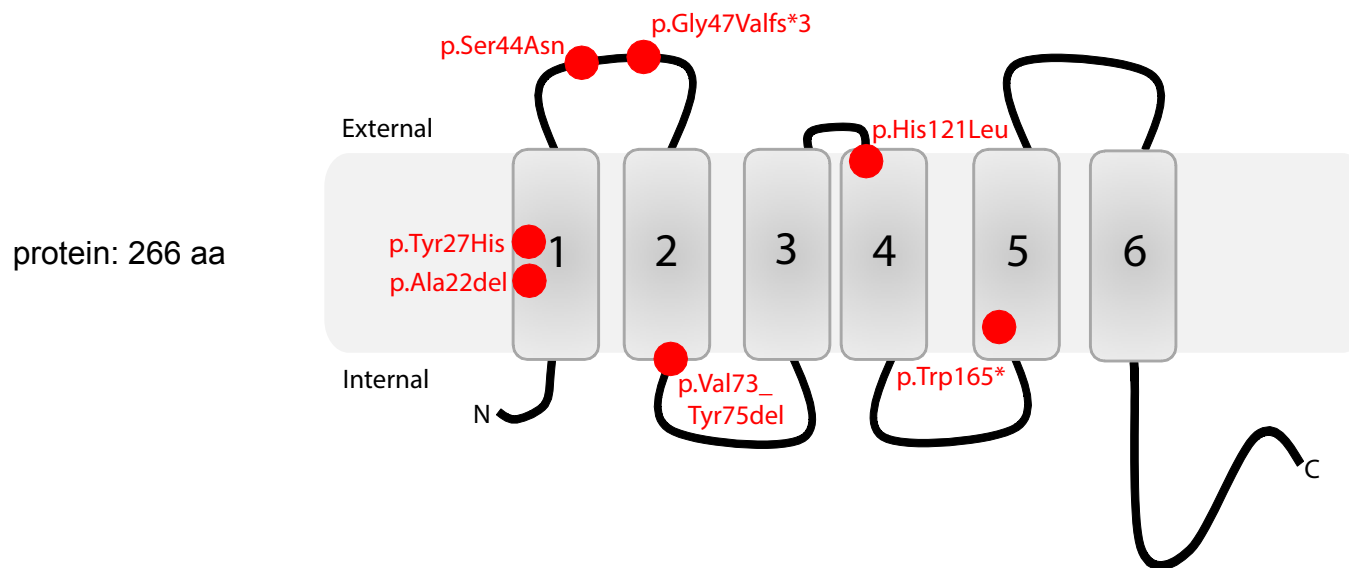 p.Gly47Valfs*3
p.Ser44Asn
External
p.His121Leu
protein: 266 aa
p.Tyr27His
p.Ala22del
1
2
3
4
5
6
Internal
p.Val73_
Tyr75del
p.Trp165*
N
C